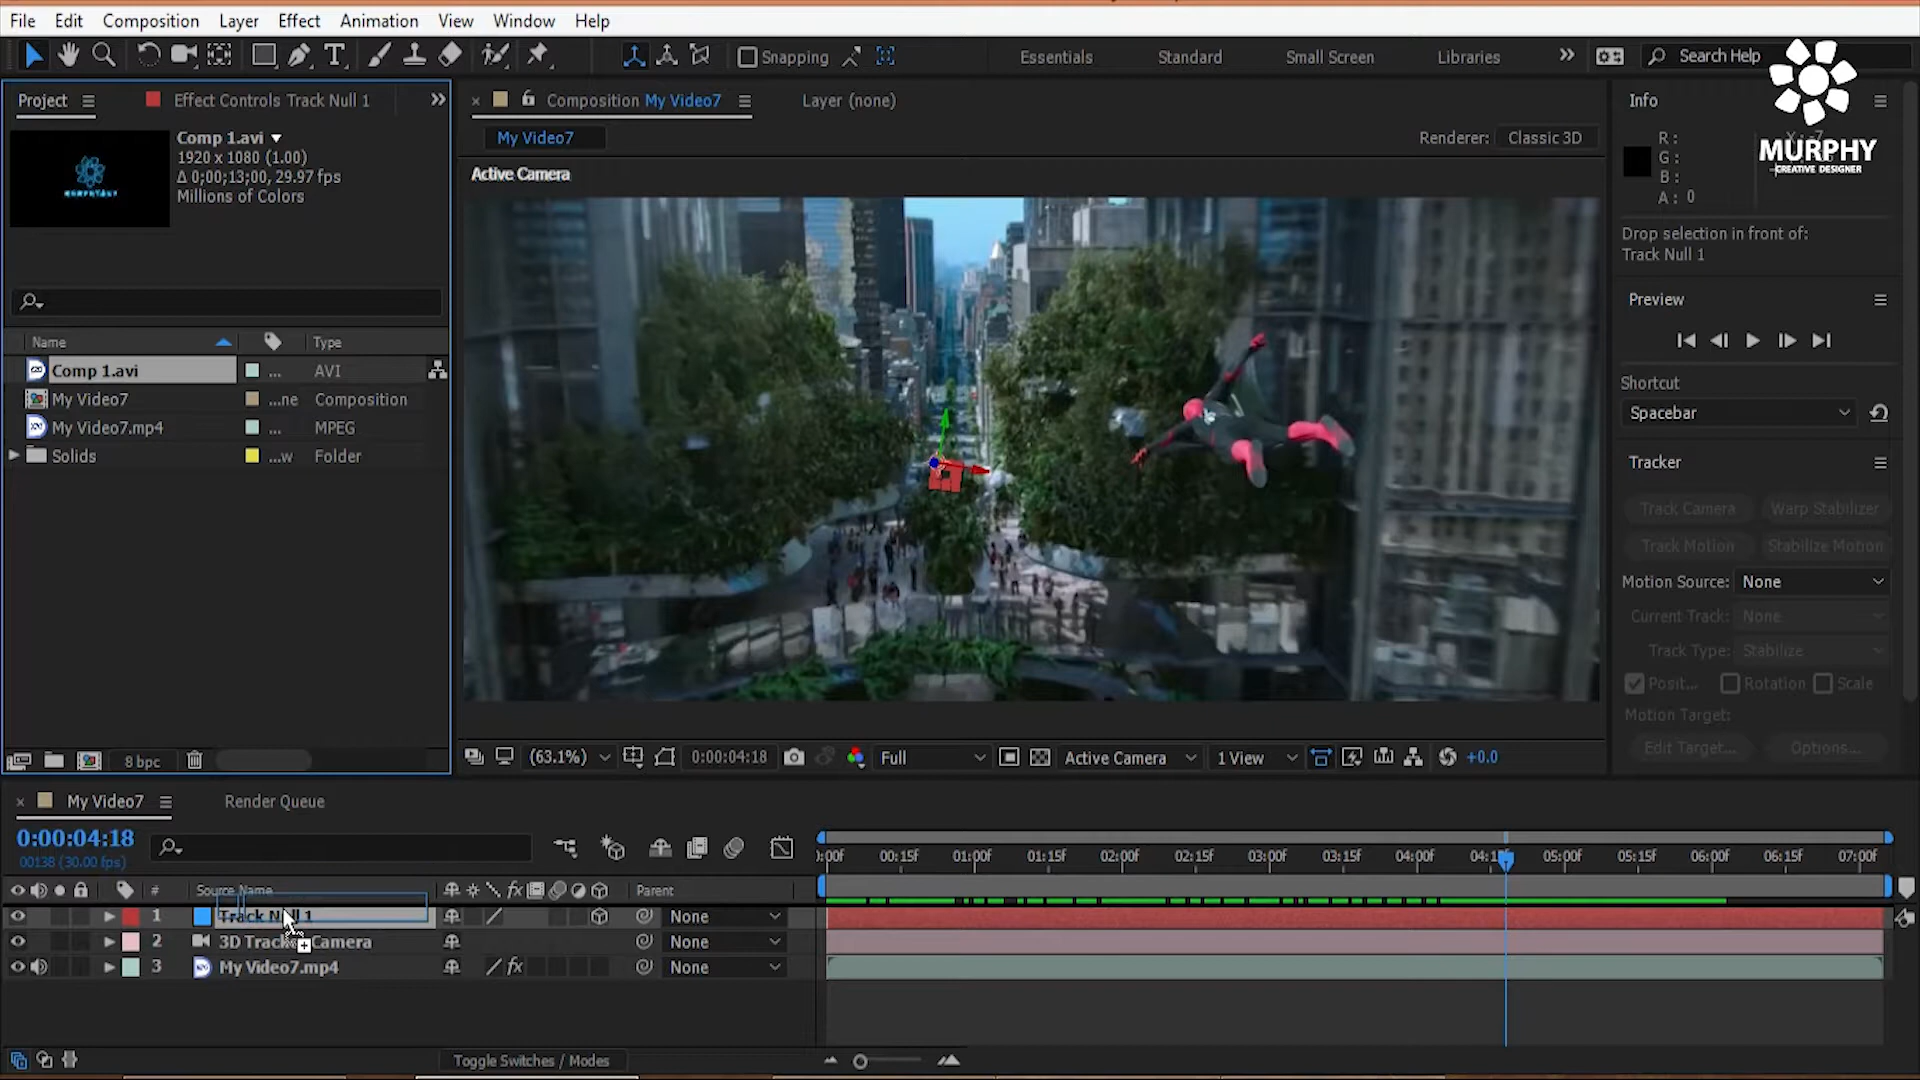 File Edit Composition Layer Effect Animation View Window Help
Snapping
Essentials Standard Small Screen Libraries
Search Help
Project Effect Controls Track Null 1
Comp 1.avi
1920 x 1080 (1.00)
Δ 0;00;13;00, 29.97 fps
Millions of Colors
Name Type
Comp 1.avi ... AVI
My Video7 ...ne Composition
My Video7.mp4 ... MPEG
Solids ...w Folder
8 bpc
Composition My Video7 Layer (none)
My Video7
Renderer: Classic 3D
Active Camera
(63.1%) 0:00:04:18 Full Active Camera 1 View +0.0
Info
R:
G:
B:
A: 0
MURPHY
CREATIVE DESIGNER
Drop selection in front of:
Track Null 1
Preview
Shortcut
Spacebar
Tracker
Track Camera Warp Stabilizer
Track Motion Stabilize Motion
Motion Source: None
Current Track: None
Track Type: Stabilize
Posit... Rotation Scale
Motion Target:
Edit Target... Options...
My Video7 Render Queue
0:00:04:18
00138 (30.00 fps)
# Source Name fx Parent
1 Track Null 1 None
2 3D Camera None
3 My Video7.mp4 fx None
00:15f 01:00f 01:15f 02:00f 02:15f 03:00f 03:15f 04:00f 05:00f 05:15f 06:00f 06:15f 07:00f
Toggle Switches / Modes